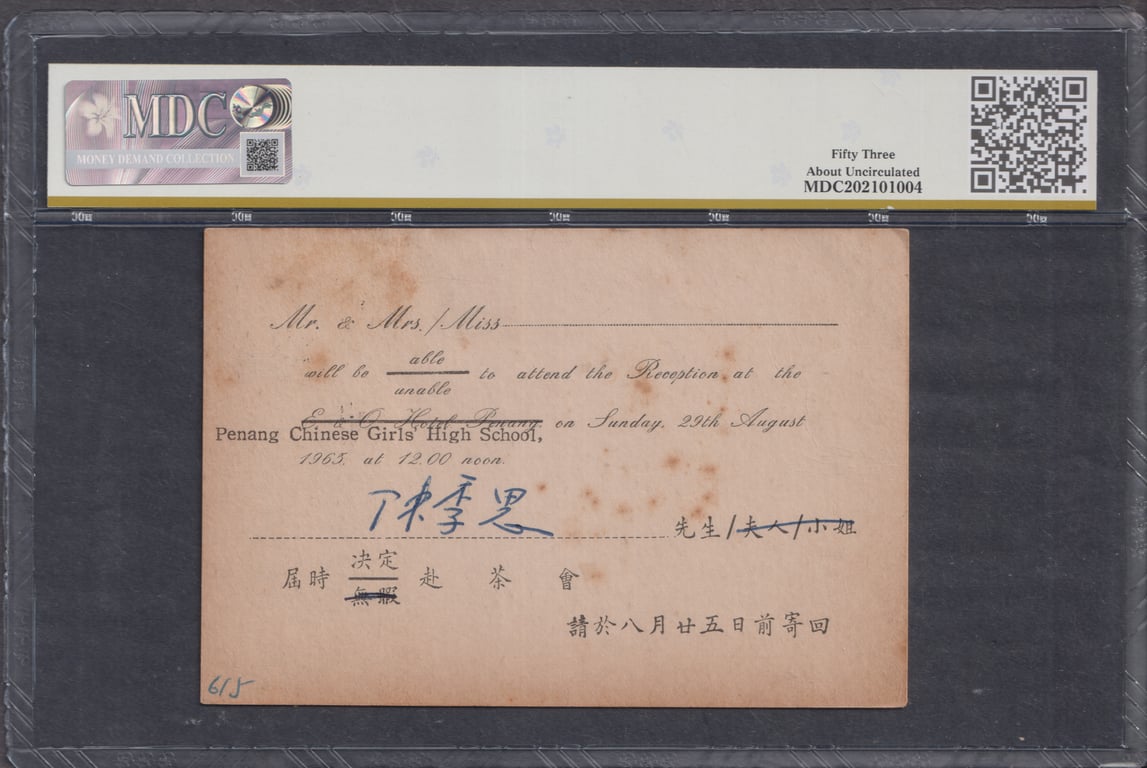 MDC
MONEY DEMAND COLLECTION
Fifty Three
About Uncirculated
MDC202101004
Mr. & Mrs./Miss
will be able to attend the Reception at the
unable
E & O Hotel Penang, on Sunday, 29th August
Penang Chinese Girls' High School,
1965, at 12.00 noon.
陳季思 先生/夫人/小姐
决定
屆時 赴 茶 會
無暇
請於八月廿五日前寄回
615